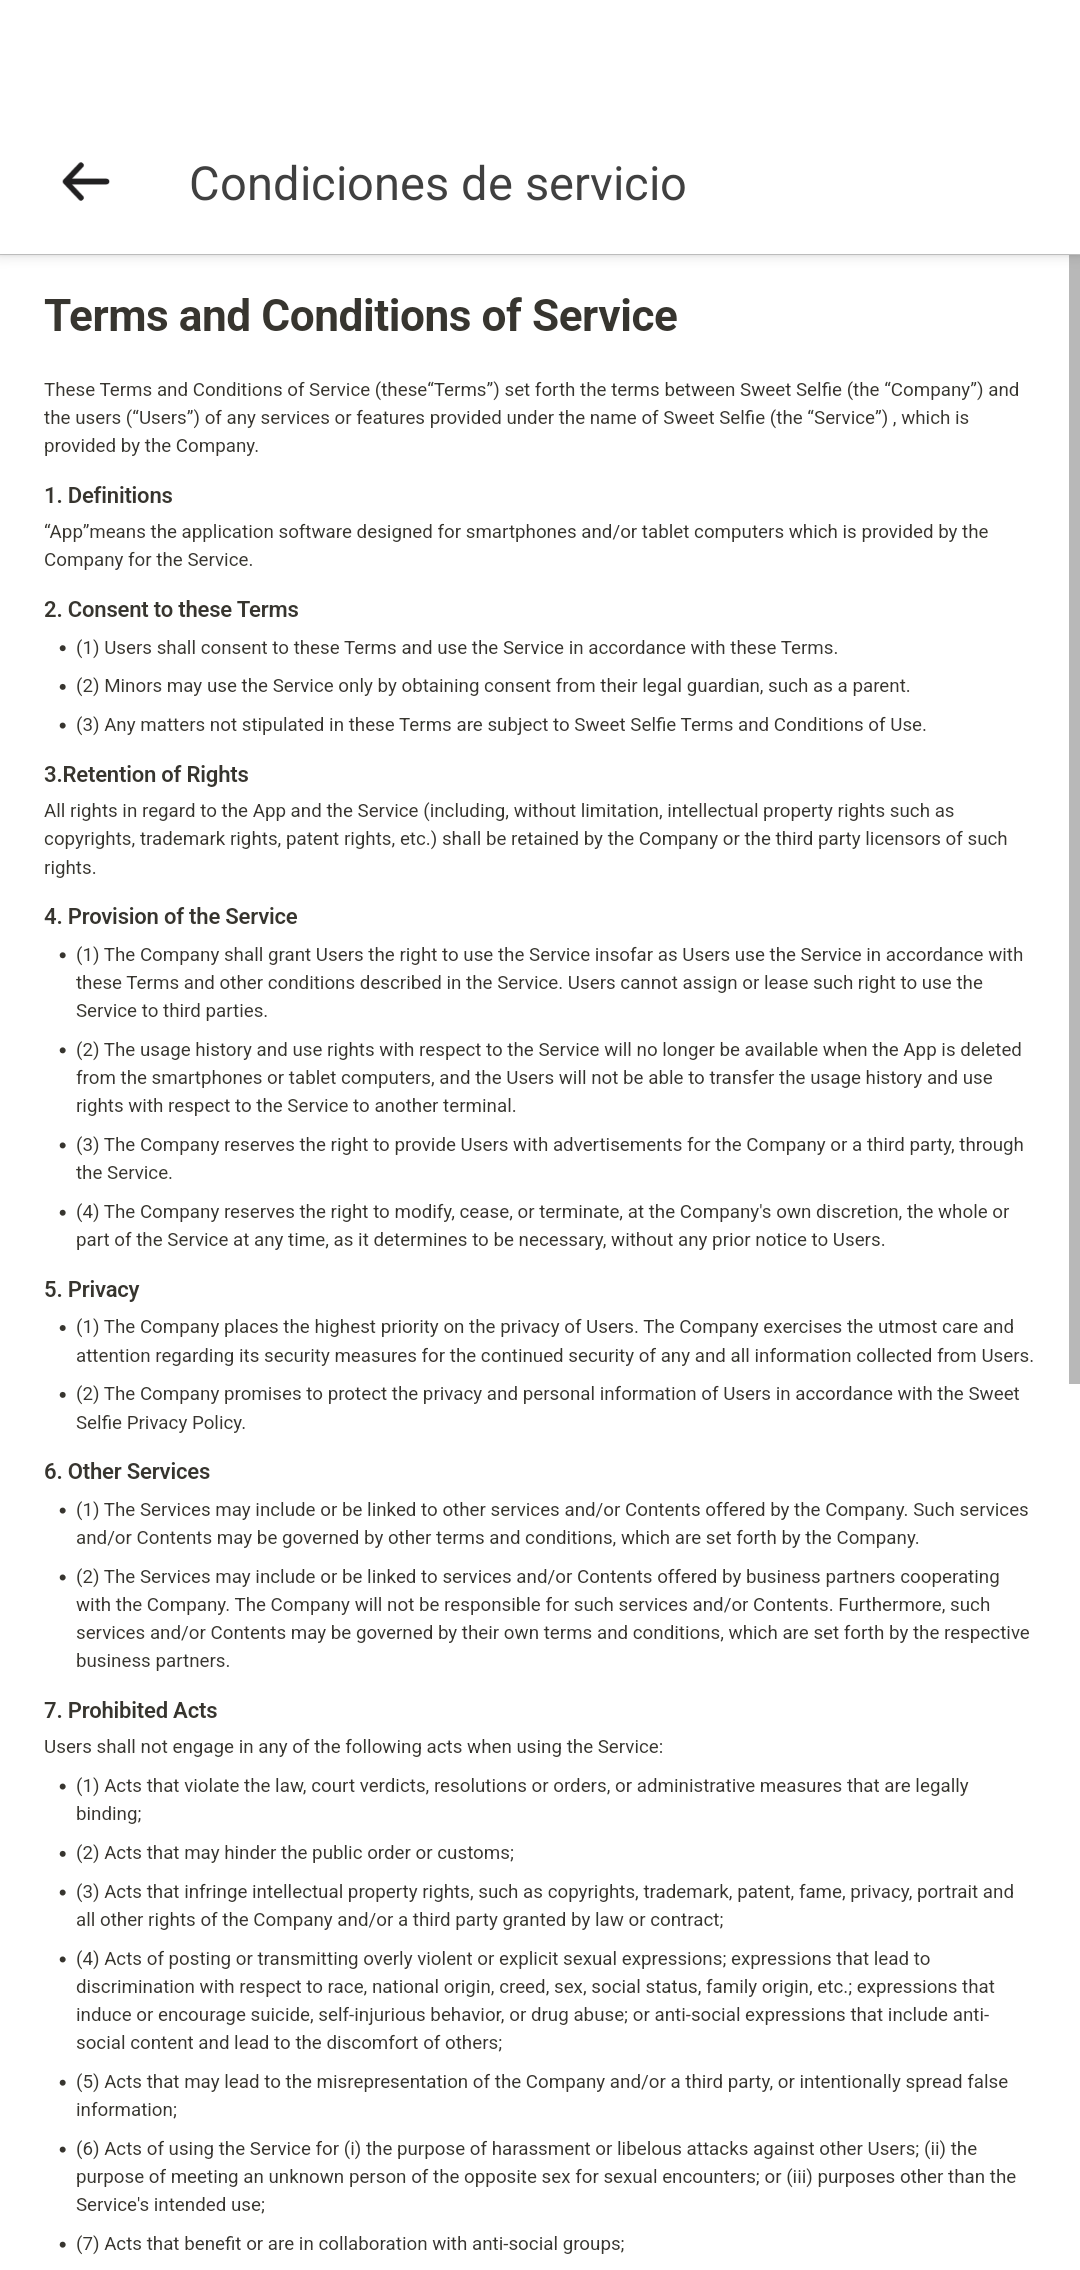 Condiciones de servicio
Terms and Conditions of Service
These Terms and Conditions of Service (these“Terms”) set forth the terms between Sweet Selfie (the “Company”) and
the users (“Users”) of any services or features provided under the name of Sweet Selfie (the “Service”) , which is
provided by the Company.
1. Definitions
“App”means the application software designed for smartphones and/or tablet computers which is provided by the
Company for the Service.
2. Consent to these Terms
• (1) Users shall consent to these Terms and use the Service in accordance with these Terms.
• (2) Minors may use the Service only by obtaining consent from their legal guardian, such as a parent.
• (3) Any matters not stipulated in these Terms are subject to Sweet Selfie Terms and Conditions of Use.
3.Retention of Rights
All rights in regard to the App and the Service (including, without limitation, intellectual property rights such as
copyrights, trademark rights, patent rights, etc.) shall be retained by the Company or the third party licensors of such
rights.
4. Provision of the Service
• (1) The Company shall grant Users the right to use the Service insofar as Users use the Service in accordance with
these Terms and other conditions described in the Service. Users cannot assign or lease such right to use the
Service to third parties.
• (2) The usage history and use rights with respect to the Service will no longer be available when the App is deleted
from the smartphones or tablet computers, and the Users will not be able to transfer the usage history and use
rights with respect to the Service to another terminal.
• (3) The Company reserves the right to provide Users with advertisements for the Company or a third party, through
the Service.
• (4) The Company reserves the right to modify, cease, or terminate, at the Company's own discretion, the whole or
part of the Service at any time, as it determines to be necessary, without any prior notice to Users.
5. Privacy
• (1) The Company places the highest priority on the privacy of Users. The Company exercises the utmost care and
attention regarding its security measures for the continued security of any and all information collected from Users.
• (2) The Company promises to protect the privacy and personal information of Users in accordance with the Sweet
Selfie Privacy Policy.
6. Other Services
• (1) The Services may include or be linked to other services and/or Contents offered by the Company. Such services
and/or Contents may be governed by other terms and conditions, which are set forth by the Company.
• (2) The Services may include or be linked to services and/or Contents offered by business partners cooperating
with the Company. The Company will not be responsible for such services and/or Contents. Furthermore, such
services and/or Contents may be governed by their own terms and conditions, which are set forth by the respective
business partners.
7. Prohibited Acts
Users shall not engage in any of the following acts when using the Service:
• (1) Acts that violate the law, court verdicts, resolutions or orders, or administrative measures that are legally
binding;
• (2) Acts that may hinder the public order or customs;
• (3) Acts that infringe intellectual property rights, such as copyrights, trademark, patent, fame, privacy, portrait and
all other rights of the Company and/or a third party granted by law or contract;
• (4) Acts of posting or transmitting overly violent or explicit sexual expressions; expressions that lead to
discrimination with respect to race, national origin, creed, sex, social status, family origin, etc.; expressions that
induce or encourage suicide, self-injurious behavior, or drug abuse; or anti-social expressions that include anti-
social content and lead to the discomfort of others;
• (5) Acts that may lead to the misrepresentation of the Company and/or a third party, or intentionally spread false
information;
• (6) Acts of using the Service for (i) the purpose of harassment or libelous attacks against other Users; (ii) the
purpose of meeting an unknown person of the opposite sex for sexual encounters; or (iii) purposes other than the
Service's intended use;
• (7) Acts that benefit or are in collaboration with anti-social groups;